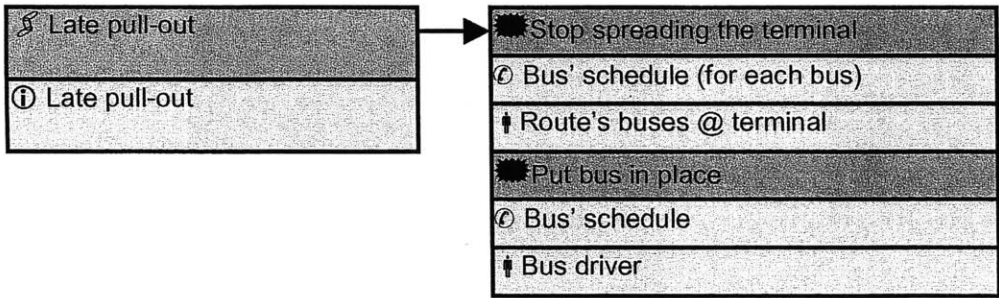 Late pull-out
ⓘ Late pull-out
Stop spreading the terminal
✆ Bus' schedule (for each bus)
Route's buses @ terminal
Put bus in place
✆ Bus' schedule
Bus driver